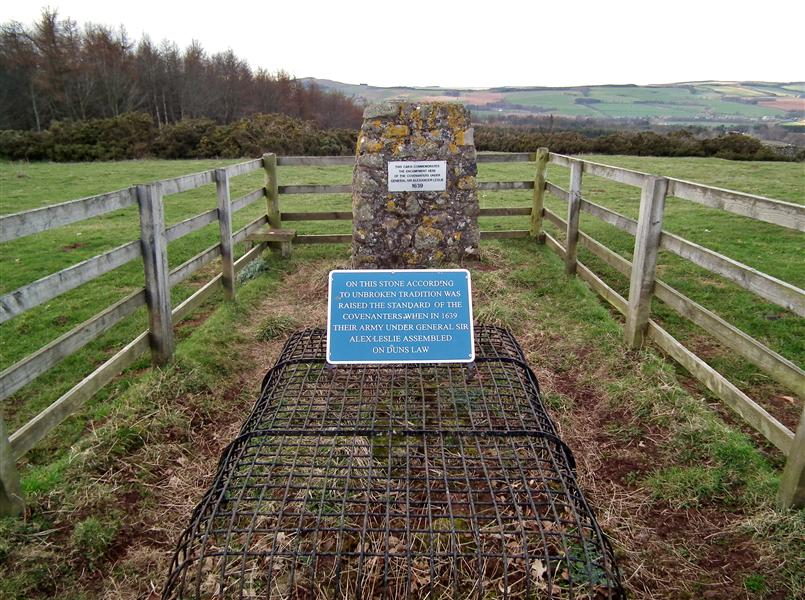 THIS CAIRN COMMEMORATES
THE ENCAMPMENT HERE
OF THE COVENANTERS UNDER
GENERAL SIR ALEXANDER LESLIE
1639
ON THIS STONE ACCORDING
TO UNBROKEN TRADITION WAS
RAISED THE STANDARD OF THE
COVENANTERS WHEN IN 1639
THEIR ARMY UNDER GENERAL SIR
ALEX LESLIE ASSEMBLED
ON DUNS LAW